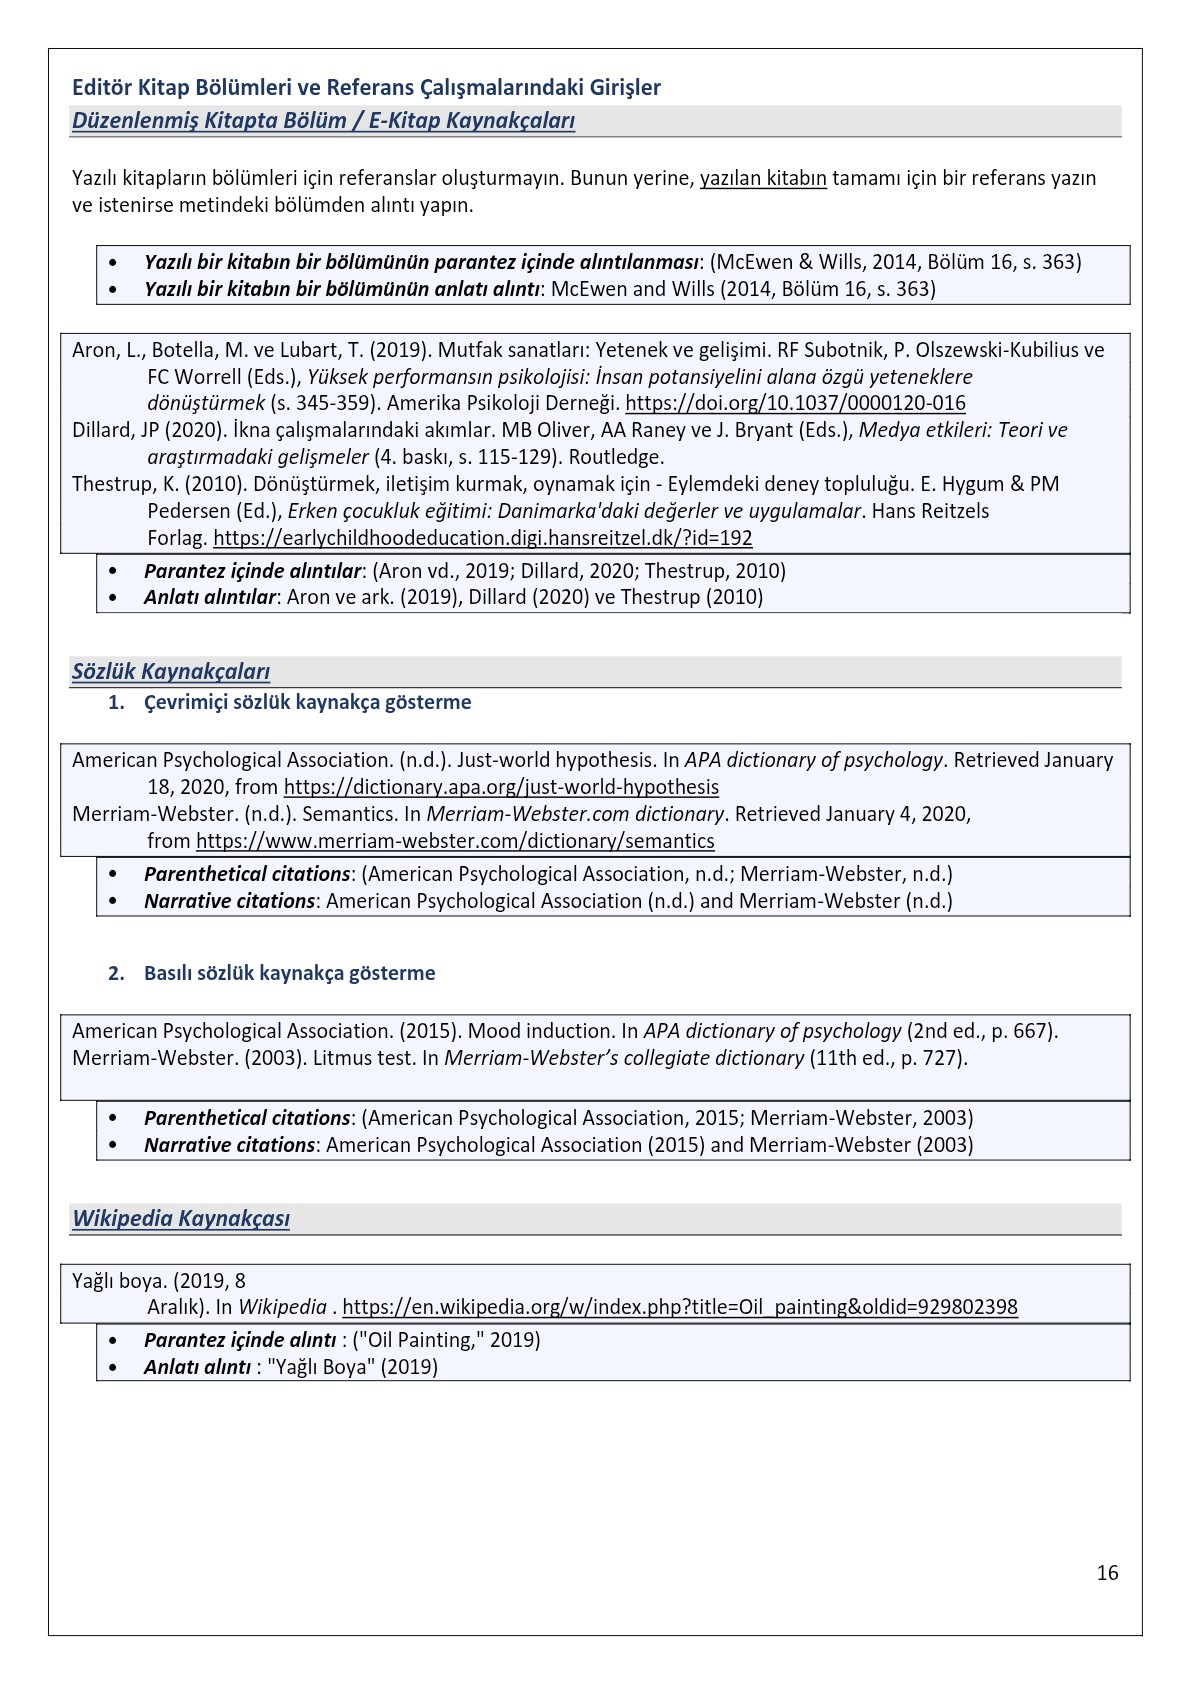 Editör Kitap Bölümleri ve Referans Çalışmalarındaki Girişler
Düzenlenmiş Kitapta Bölüm / E-Kitap Kaynakçaları
Yazılı kitapların bölümleri için referanslar oluşturmayın. Bunun yerine, yazılan kitabın tamamı için bir referans yazın
ve istenirse metindeki bölümden alıntı yapın.
• Yazılı bir kitabın bir bölümünün parantez içinde alıntılanması: (McEwen & Wills, 2014, Bölüm 16, s. 363)
• Yazılı bir kitabın bir bölümünün anlatı alıntı: McEwen and Wills (2014, Bölüm 16, s. 363)
Aron, L., Botella, M. ve Lubart, T. (2019). Mutfak sanatları: Yetenek ve gelişimi. RF Subotnik, P. Olszewski-Kubilius ve
FC Worrell (Eds.), Yüksek performansın psikolojisi: İnsan potansiyelini alana özgü yeteneklere
dönüştürmek (s. 345-359). Amerika Psikoloji Derneği. https://doi.org/10.1037/0000120-016
Dillard, JP (2020). İkna çalışmalarındaki akımlar. MB Oliver, AA Raney ve J. Bryant (Eds.), Medya etkileri: Teori ve
araştırmadaki gelişmeler (4. baskı, s. 115-129). Routledge.
Thestrup, K. (2010). Dönüştürmek, iletişim kurmak, oynamak için - Eylemdeki deney topluluğu. E. Hygum & PM
Pedersen (Ed.), Erken çocukluk eğitimi: Danimarka'daki değerler ve uygulamalar. Hans Reitzels
Forlag. https://earlychildhoodeducation.digi.hansreitzel.dk/?id=192
• Parantez içinde alıntılar: (Aron vd., 2019; Dillard, 2020; Thestrup, 2010)
• Anlatı alıntılar: Aron ve ark. (2019), Dillard (2020) ve Thestrup (2010)
Sözlük Kaynakçaları
1. Çevrimiçi sözlük kaynakça gösterme
American Psychological Association. (n.d.). Just-world hypothesis. In APA dictionary of psychology. Retrieved January
18, 2020, from https://dictionary.apa.org/just-world-hypothesis
Merriam-Webster. (n.d.). Semantics. In Merriam-Webster.com dictionary. Retrieved January 4, 2020,
from https://www.merriam-webster.com/dictionary/semantics
• Parenthetical citations: (American Psychological Association, n.d.; Merriam-Webster, n.d.)
• Narrative citations: American Psychological Association (n.d.) and Merriam-Webster (n.d.)
2. Basılı sözlük kaynakça gösterme
American Psychological Association. (2015). Mood induction. In APA dictionary of psychology (2nd ed., p. 667).
Merriam-Webster. (2003). Litmus test. In Merriam-Webster’s collegiate dictionary (11th ed., p. 727).
• Parenthetical citations: (American Psychological Association, 2015; Merriam-Webster, 2003)
• Narrative citations: American Psychological Association (2015) and Merriam-Webster (2003)
Wikipedia Kaynakçası
Yağlı boya. (2019, 8
Aralık). In Wikipedia . https://en.wikipedia.org/w/index.php?title=Oil_painting&oldid=929802398
• Parantez içinde alıntı : ("Oil Painting," 2019)
• Anlatı alıntı : "Yağlı Boya" (2019)
16